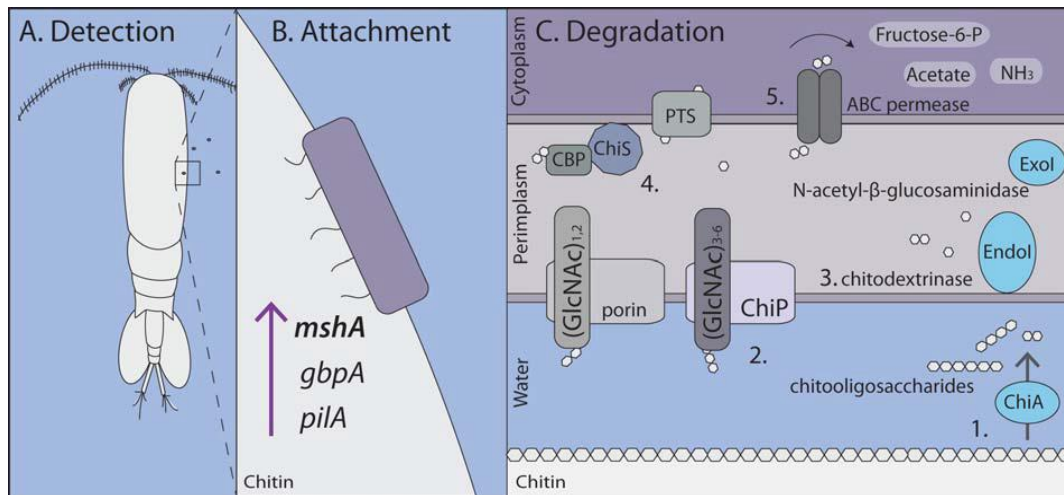 A. Detection
B. Attachment
mshA
gbpA
pilA
Chitin
C. Degradation
Cytoplasm
Fructose-6-P
Acetate
NH₃
5.
ABC permease
PTS
Perimplasm
CBP
ChiS
4.
ExoI
N-acetyl-β-glucosaminidase
EndoI
3. chitodextrinase
(GlcNAc)₁,₂
porin
(GlcNAc)₃₋₆
ChiP
Water
2.
chitooligosaccharides
ChiA
1.
Chitin